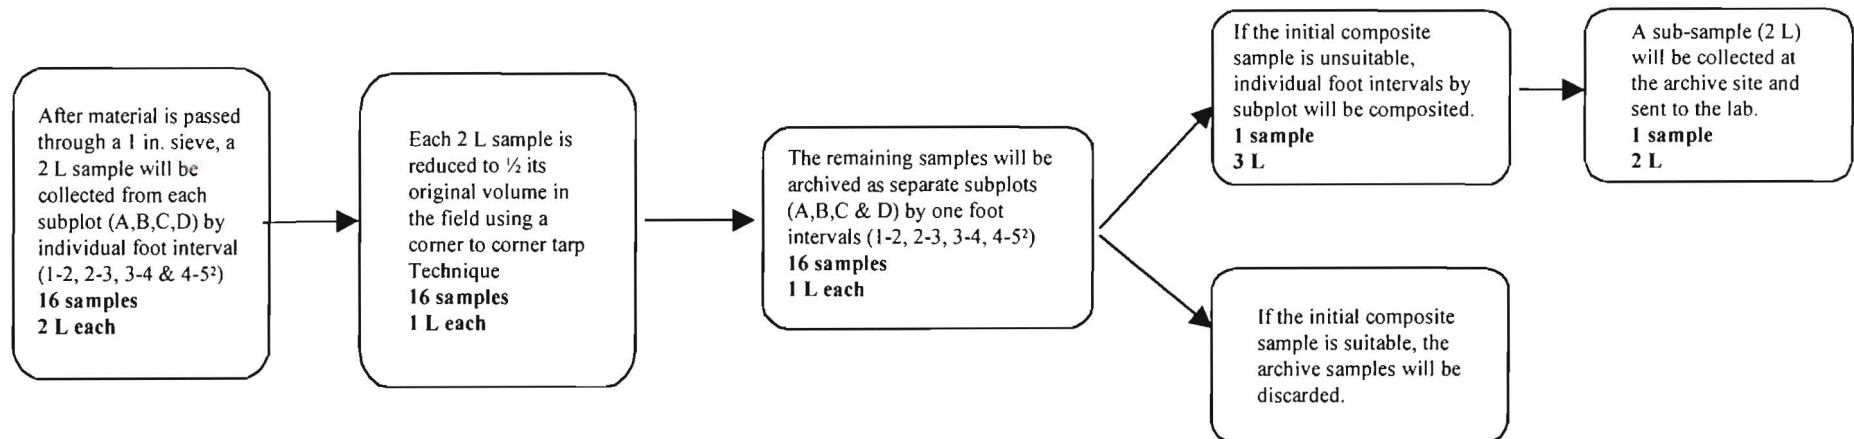 After material is passed
through a 1 in. sieve, a
2 L sample will be
collected from each
subplot (A,B,C,D) by
individual foot interval
(1-2, 2-3, 3-4 & 4-5²)
16 samples
2 L each
Each 2 L sample is
reduced to ½ its
original volume in
the field using a
corner to corner tarp
Technique
16 samples
1 L each
The remaining samples will be
archived as separate subplots
(A,B,C & D) by one foot
intervals (1-2, 2-3, 3-4, 4-5²)
16 samples
1 L each
If the initial composite
sample is unsuitable,
individual foot intervals by
subplot will be composited.
1 sample
3 L
A sub-sample (2 L)
will be collected at
the archive site and
sent to the lab.
1 sample
2 L
If the initial composite
sample is suitable, the
archive samples will be
discarded.